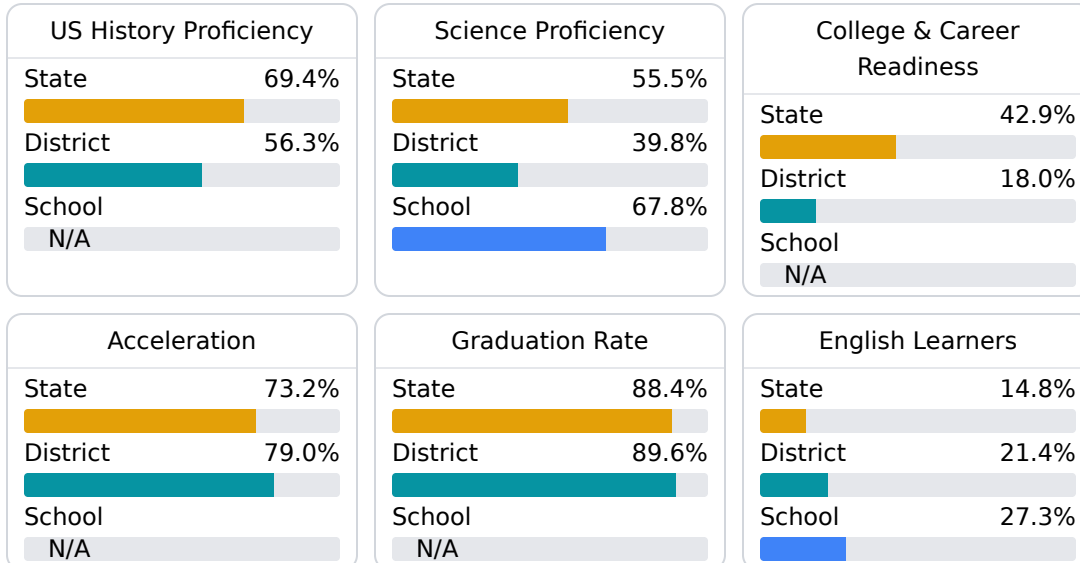 US History Proficiency
State 69.4%
District 56.3%
School
N/A
Science Proficiency
State 55.5%
District 39.8%
School 67.8%
College & Career
Readiness
State 42.9%
District 18.0%
School
N/A
Acceleration
State 73.2%
District 79.0%
School
N/A
Graduation Rate
State 88.4%
District 89.6%
School
N/A
English Learners
State 14.8%
District 21.4%
School 27.3%